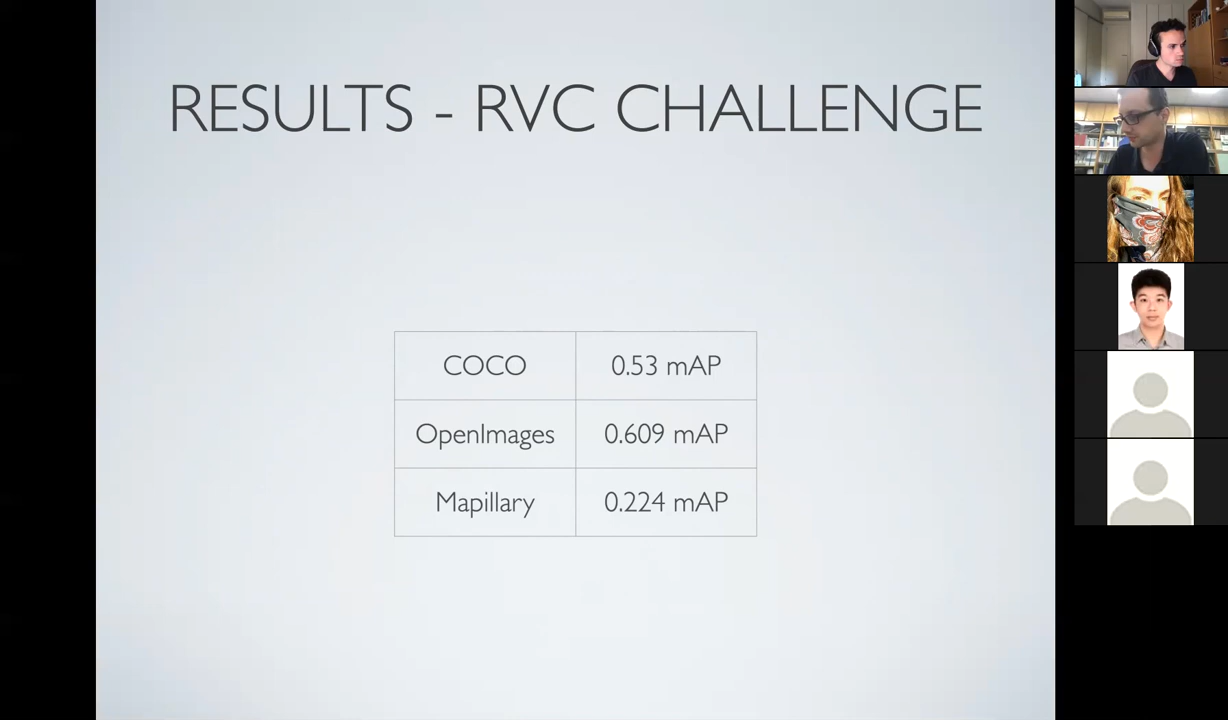 RESULTS - RVC CHALLENGE
COCO 0.53 mAP
OpenImages 0.609 mAP
Mapillary 0.224 mAP